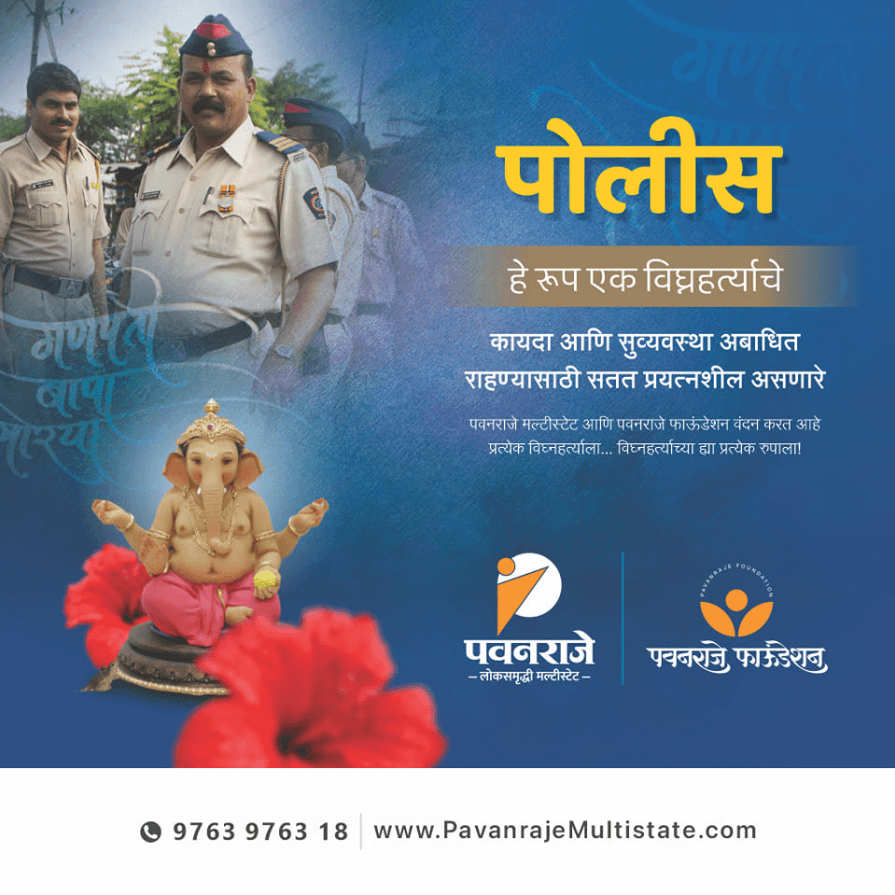 पोलीस
हे रूप एक विघ्नहर्त्याचे
कायदा आणि सुव्यवस्था अबाधित
राहण्यासाठी सतत प्रयत्नशील असणारे
पवनराजे मल्टीस्टेट आणि पवनराजे फाऊंडेशन वंदन करत आहे
प्रत्येक विघ्नहर्त्याला... विघ्नहर्त्याच्या ह्या प्रत्येक रुपाला!
गणपती
बाप्पा
मोरया
पवनराजे
– लोकसमृद्धी मल्टीस्टेट –
PAVANRAJE FOUNDATION
पवनराजे फाऊंडेशन
9763 9763 18 | www.PavanrajeMultistate.com